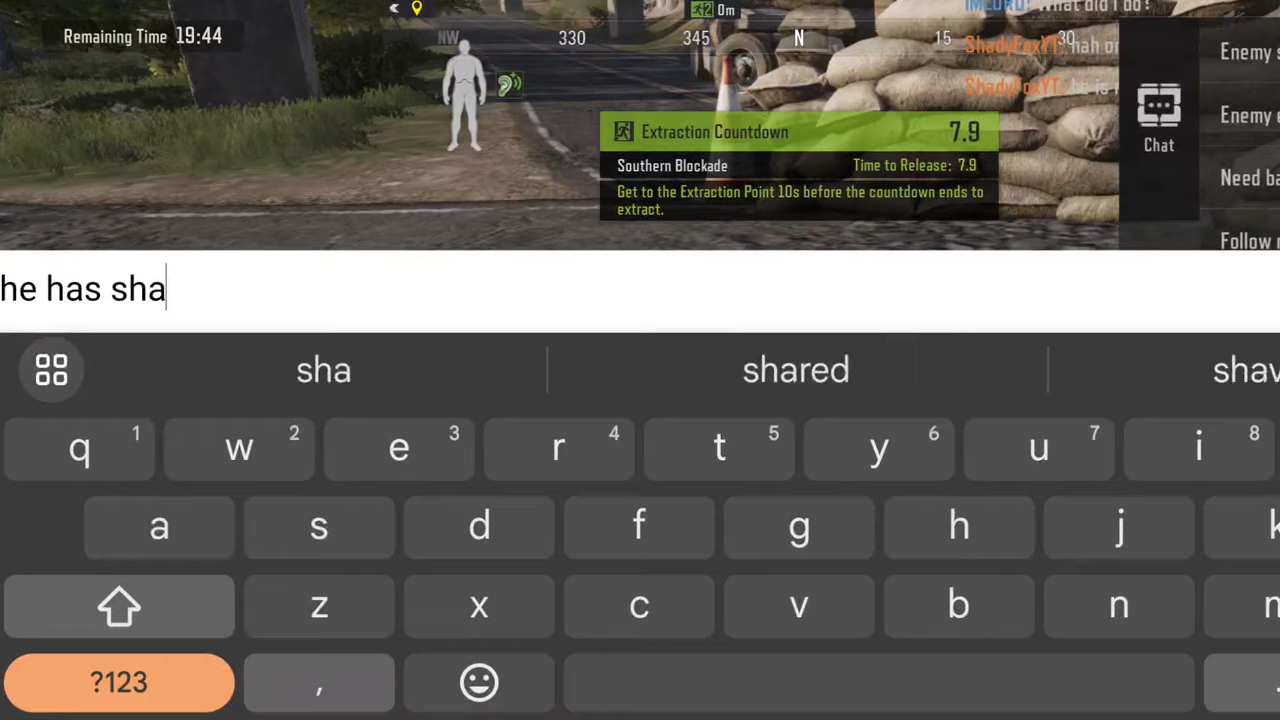 IMLORD: What did I do?
2 0m
Remaining Time 19:44
NW 330 345 N 15 30
ShadyFoxYT: nah
ShadyFoxYT:
Enemy
Enemy
Need
Follow
Chat
Extraction Countdown 7.9
Southern Blockade Time to Release: 7.9
Get to the Extraction Point 10s before the countdown ends to
extract.
he has sha
sha shared shav
q 1 w 2 e 3 r 4 t 5 y 6 u 7 i 8
a s d f g h j k
z x c v b n m
?123 , .